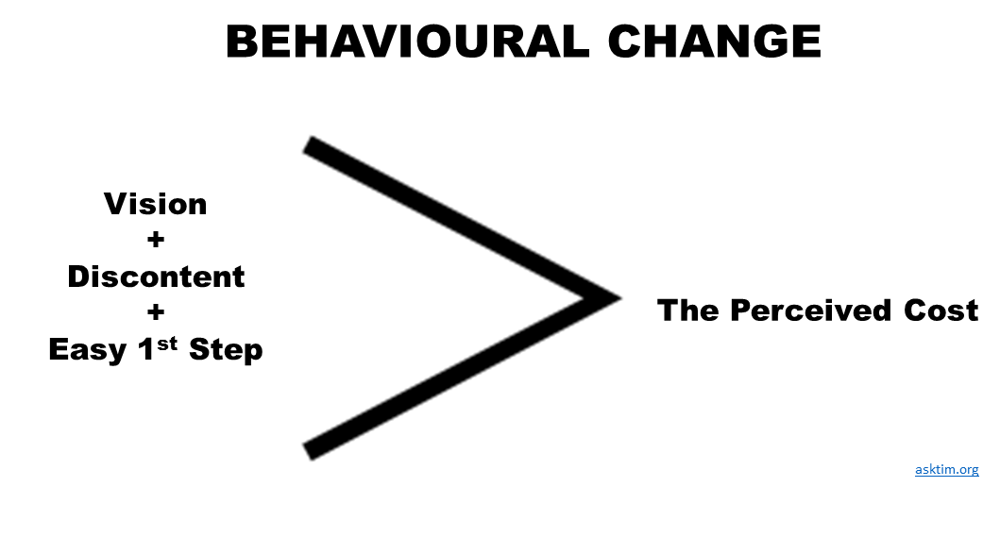 BEHAVIOURAL CHANGE
Vision
+
Discontent
+
Easy 1st Step
The Perceived Cost
asktim.org